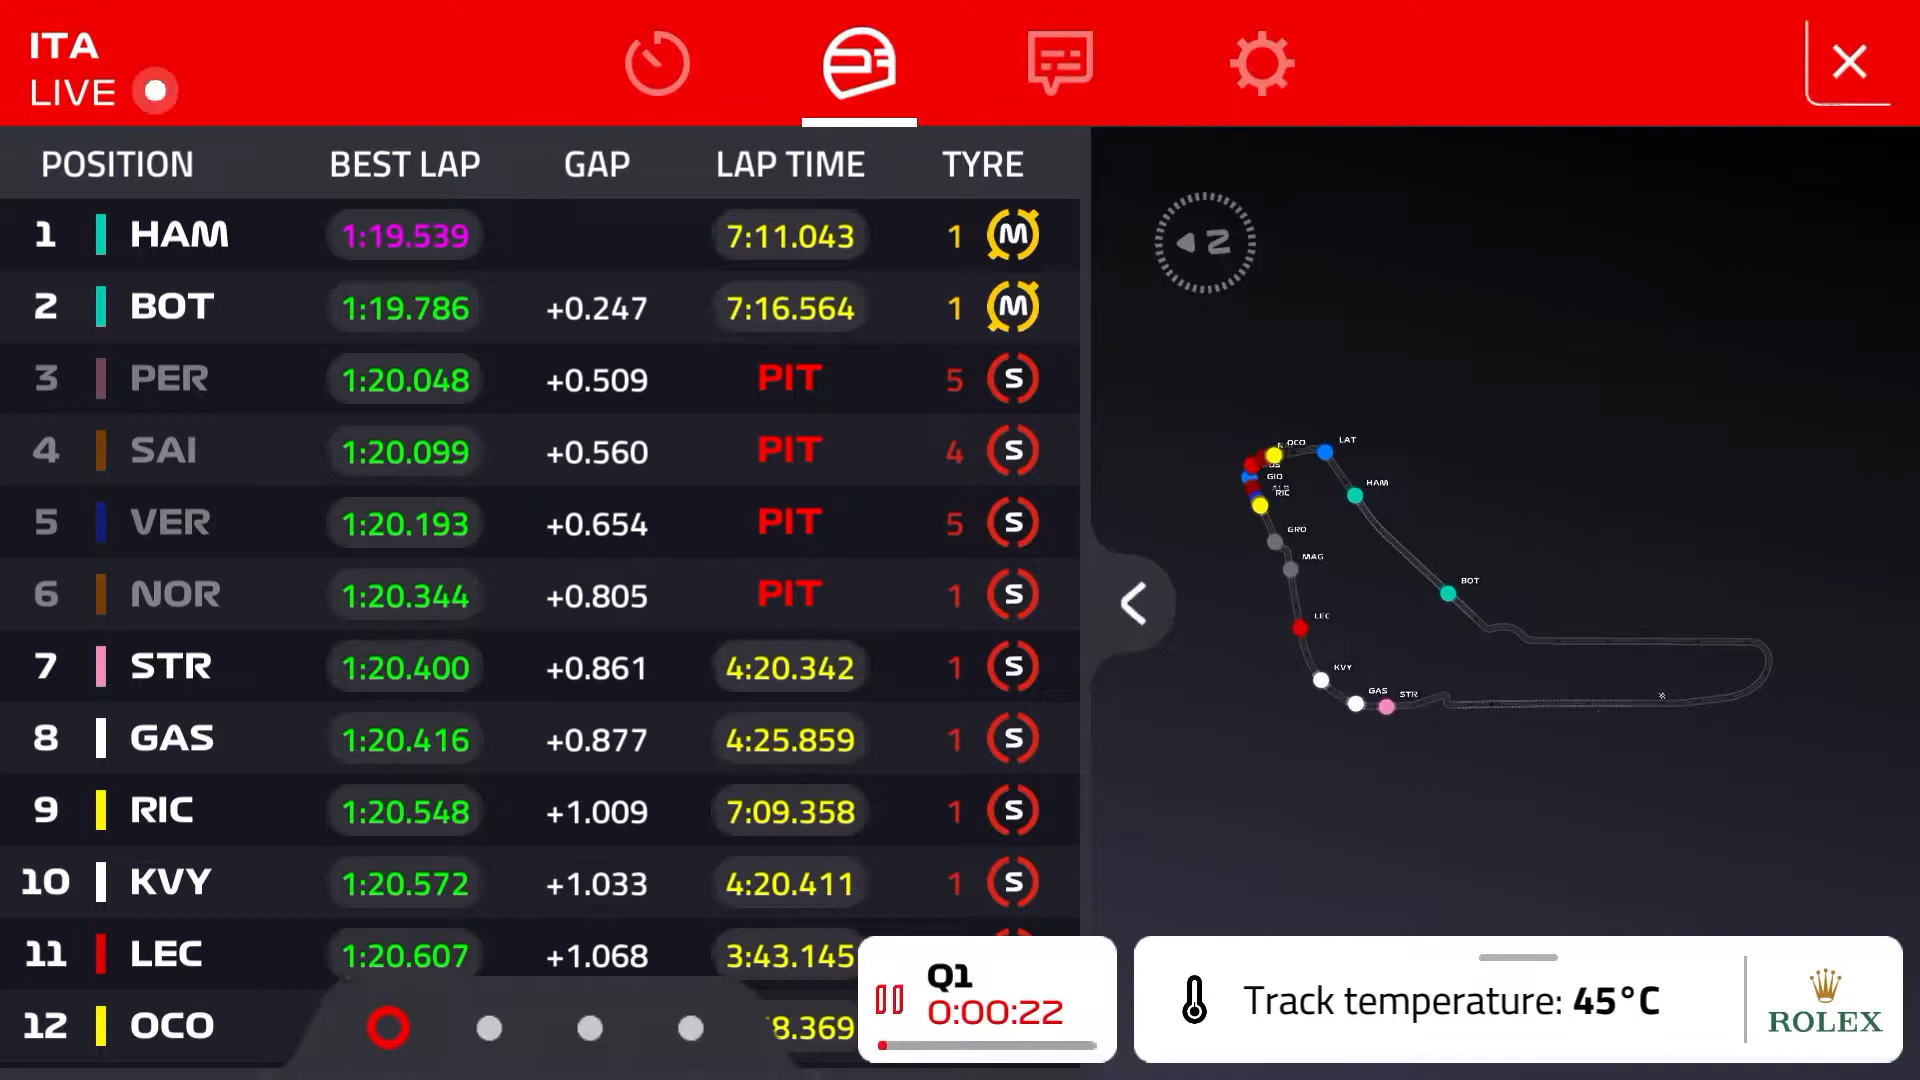 ITA
LIVE
POSITION BEST LAP GAP LAP TIME TYRE
1 HAM 1:19.539 7:11.043 1 M
2 BOT 1:19.786 +0.247 7:16.564 1 M
3 PER 1:20.048 +0.509 PIT 5 S
4 SAI 1:20.099 +0.560 PIT 4 S
5 VER 1:20.193 +0.654 PIT 5 S
6 NOR 1:20.344 +0.805 PIT 1 S
7 STR 1:20.400 +0.861 4:20.342 1 S
8 GAS 1:20.416 +0.877 4:25.859 1 S
9 RIC 1:20.548 +1.009 7:09.358 1 S
10 KVY 1:20.572 +1.033 4:20.411 1 S
11 LEC 1:20.607 +1.068 3:43.145
12 OCO 8.369
N
OCO
LAT
GIO
HAM
RIC
GRO
MAG
BOT
LEC
KVY
GAS
STR
Q1
0:00:22
Track temperature: 45°C
ROLEX